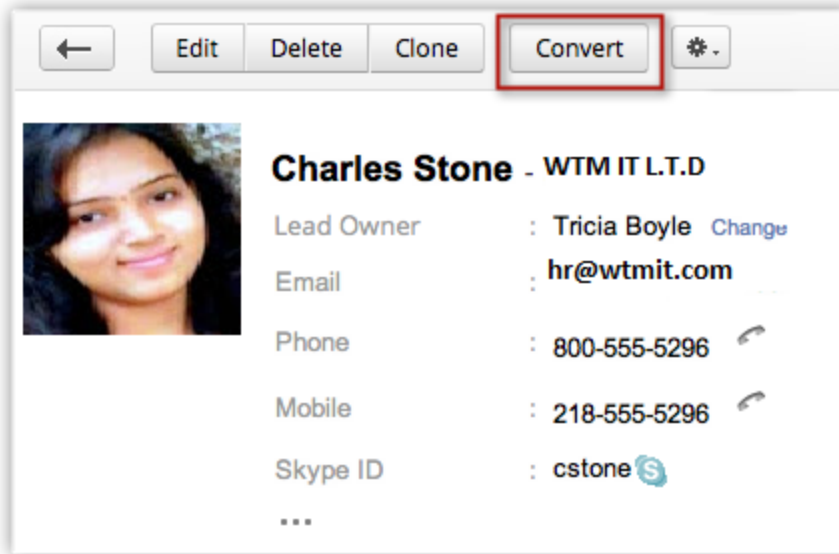 Edit Delete Clone Convert
Charles Stone - WTM IT L.T.D
Lead Owner : Tricia Boyle Change
Email : hr@wtmit.com
Phone : 800-555-5296
Mobile : 218-555-5296
Skype ID : cstone
...